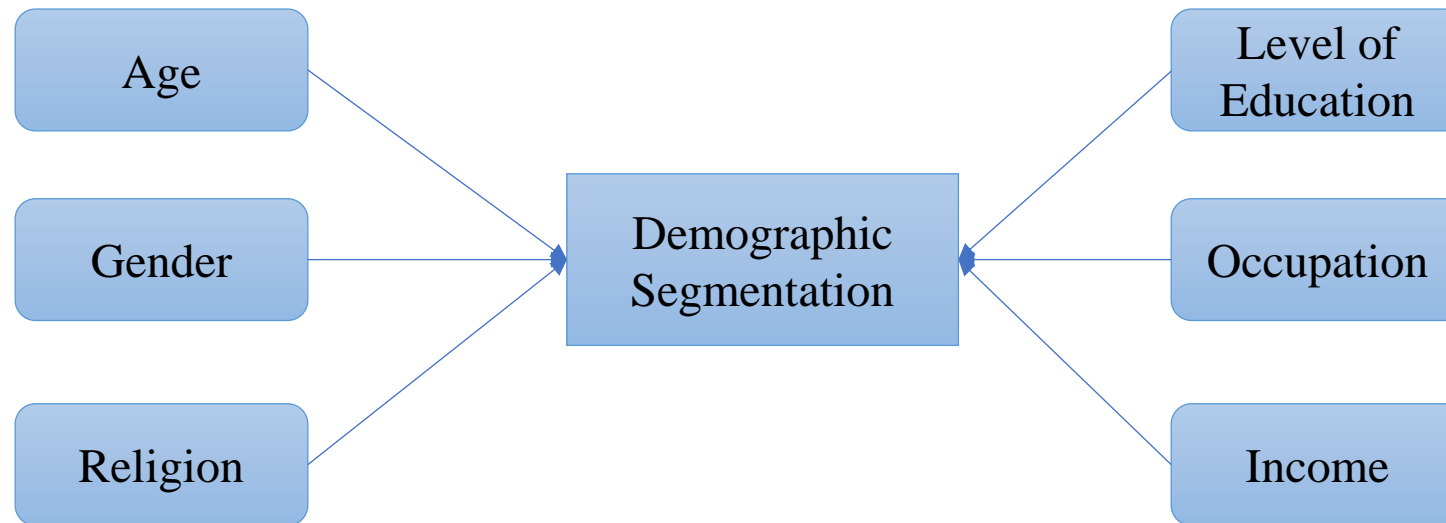 Age
Gender
Religion
Demographic
Segmentation
Level of
Education
Occupation
Income